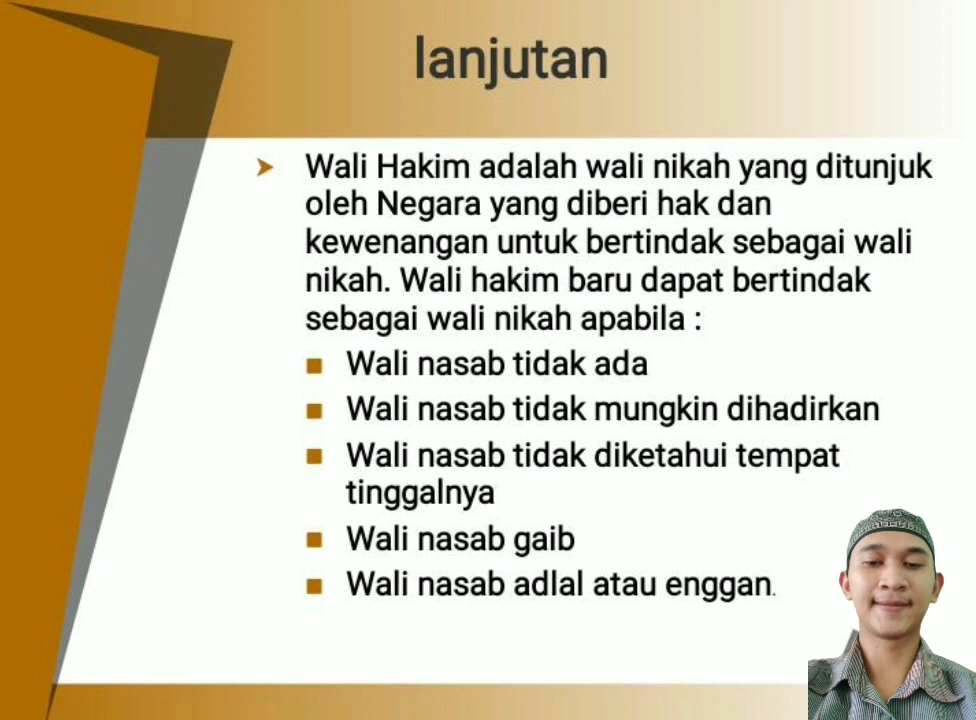 lanjutan
Wali Hakim adalah wali nikah yang ditunjuk
oleh Negara yang diberi hak dan
kewenangan untuk bertindak sebagai wali
nikah. Wali hakim baru dapat bertindak
sebagai wali nikah apabila :
Wali nasab tidak ada
Wali nasab tidak mungkin dihadirkan
Wali nasab tidak diketahui tempat
tinggalnya
Wali nasab gaib
Wali nasab adlal atau enggan.